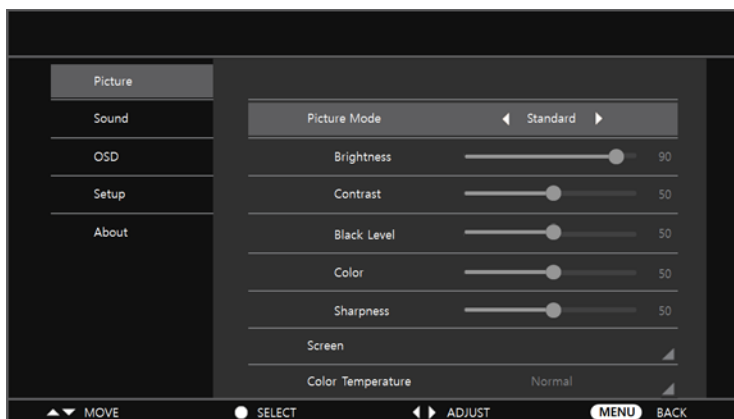 Picture
Sound
OSD
Setup
About
Picture Mode Standard
Brightness 90
Contrast 50
Black Level 50
Color 50
Sharpness 50
Screen
Color Temperature Normal
MOVE SELECT ADJUST MENU BACK